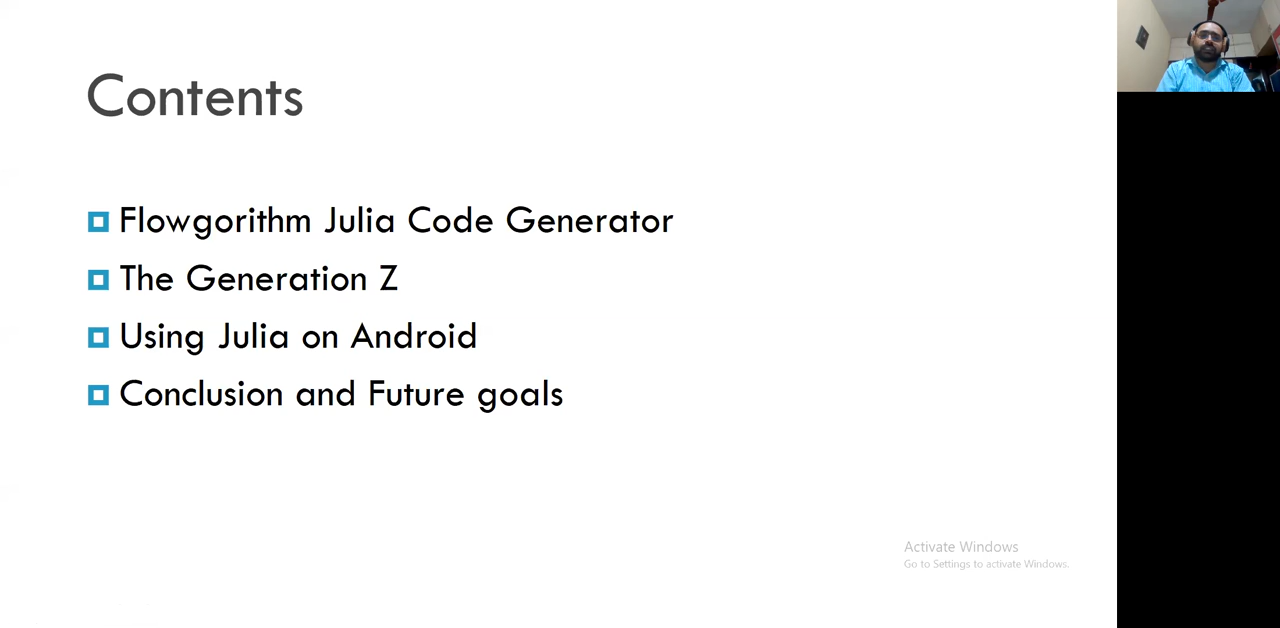 Contents
Flowgorithm Julia Code Generator
The Generation Z
Using Julia on Android
Conclusion and Future goals
Activate Windows
Go to Settings to activate Windows.